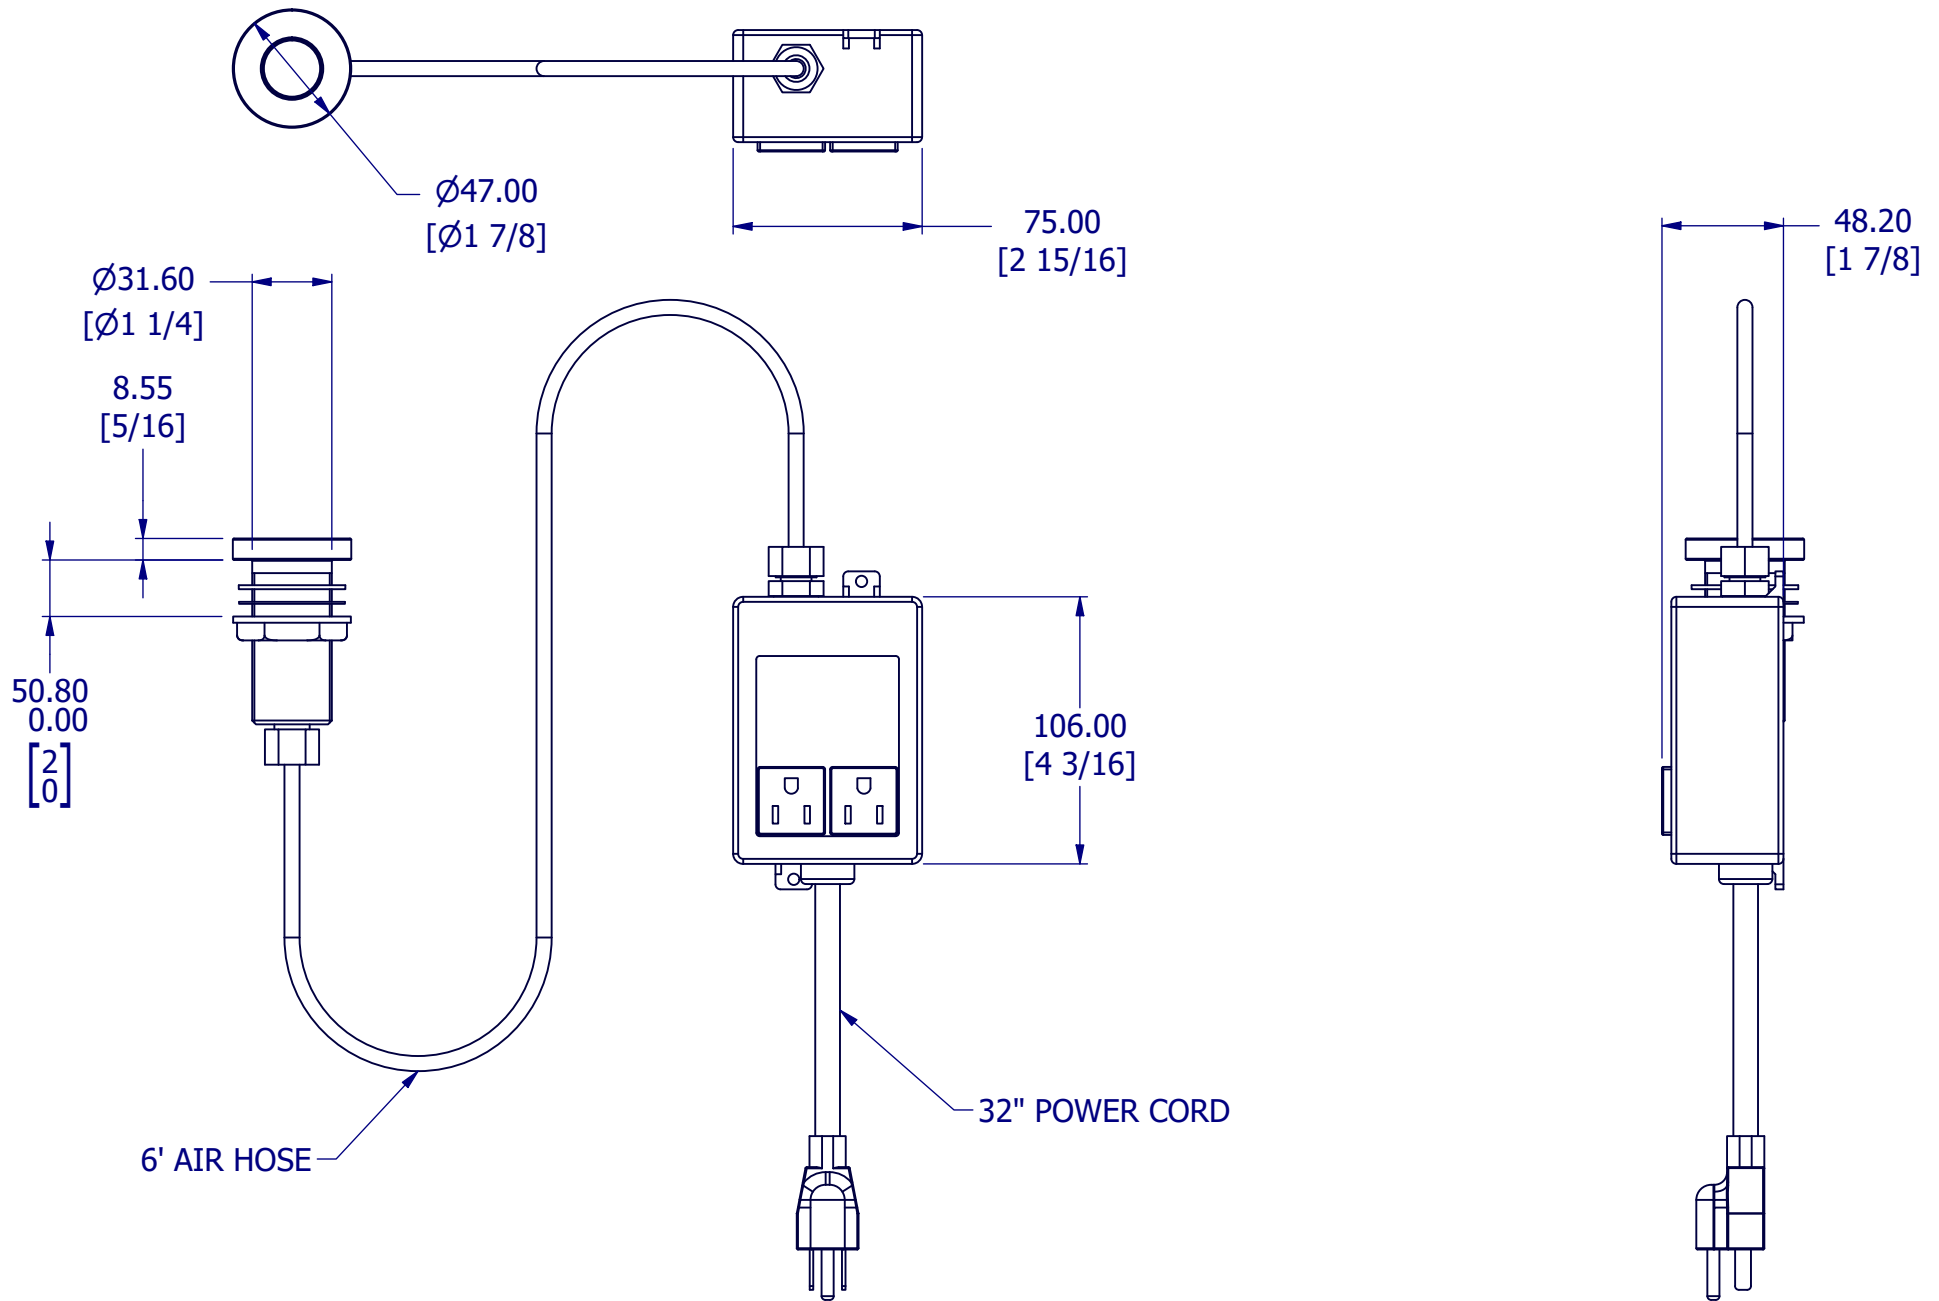 Ø47.00
[Ø1 7/8]
75.00
[2 15/16]
48.20
[1 7/8]
Ø31.60
[Ø1 1/4]
8.55
[5/16]
50.80
0.00
[2
0]
106.00
[4 3/16]
32" POWER CORD
6' AIR HOSE